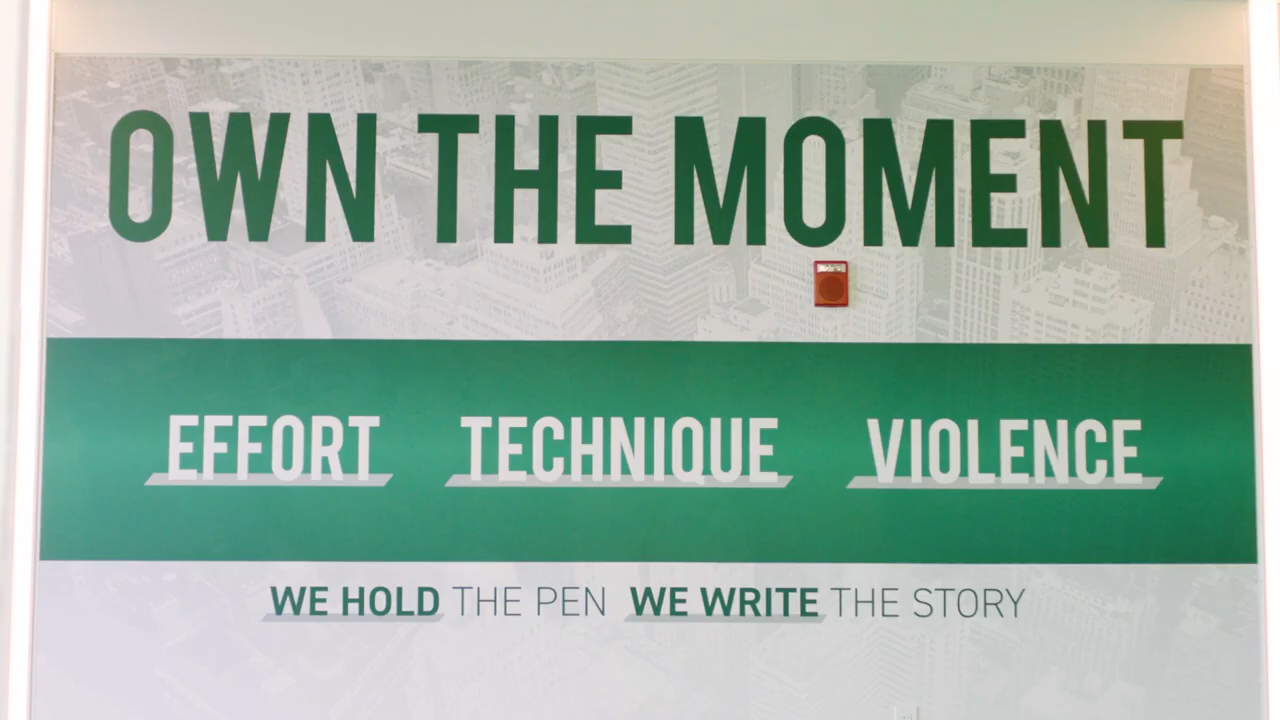 OWN THE MOMENT
EFFORT TECHNIQUE VIOLENCE
WE HOLD THE PEN WE WRITE THE STORY